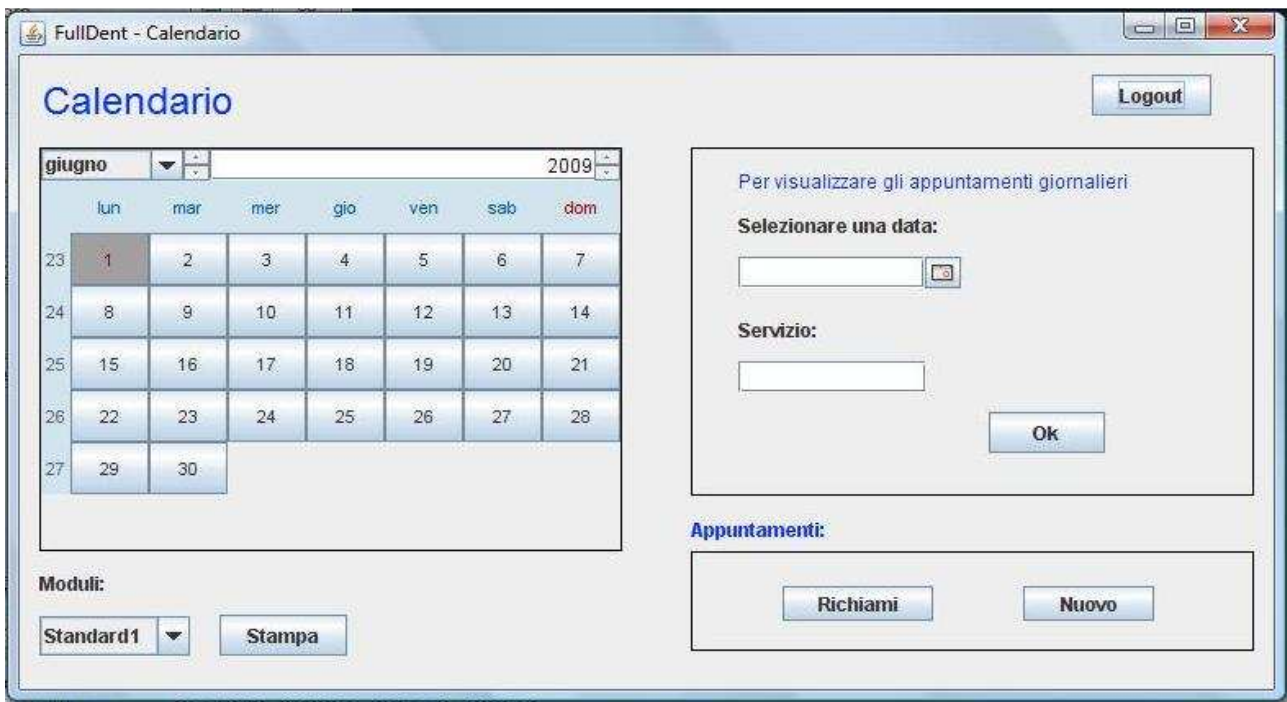 FullDent - Calendario
Calendario
Logout
giugno 2009
lun mar mer gio ven sab dom
23 1 2 3 4 5 6 7
24 8 9 10 11 12 13 14
25 15 16 17 18 19 20 21
26 22 23 24 25 26 27 28
27 29 30
Moduli:
Standard1 Stampa
Per visualizzare gli appuntamenti giornalieri
Selezionare una data:
Servizio:
Ok
Appuntamenti:
Richiami Nuovo